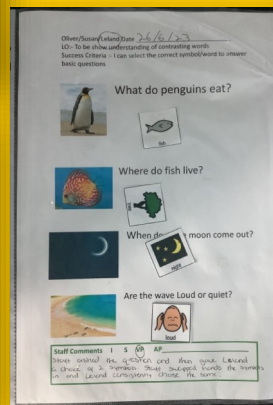 Oliver/Susan/Leland Date 26/6/23
LO:- To be show understanding of contrasting words
Success Criteria :- I can select the correct symbol/word to answer
basic questions
What do penguins eat?
fish
Where do fish live?
tree
When do moon come out?
night
Are the wave Loud or quiet?
loud
Staff Comments I S VP AP
Staff asked the question and then gave Leland
a choice of 2 symbols. Staff swapped hands the symbols
in and Leland consistently chose the same.